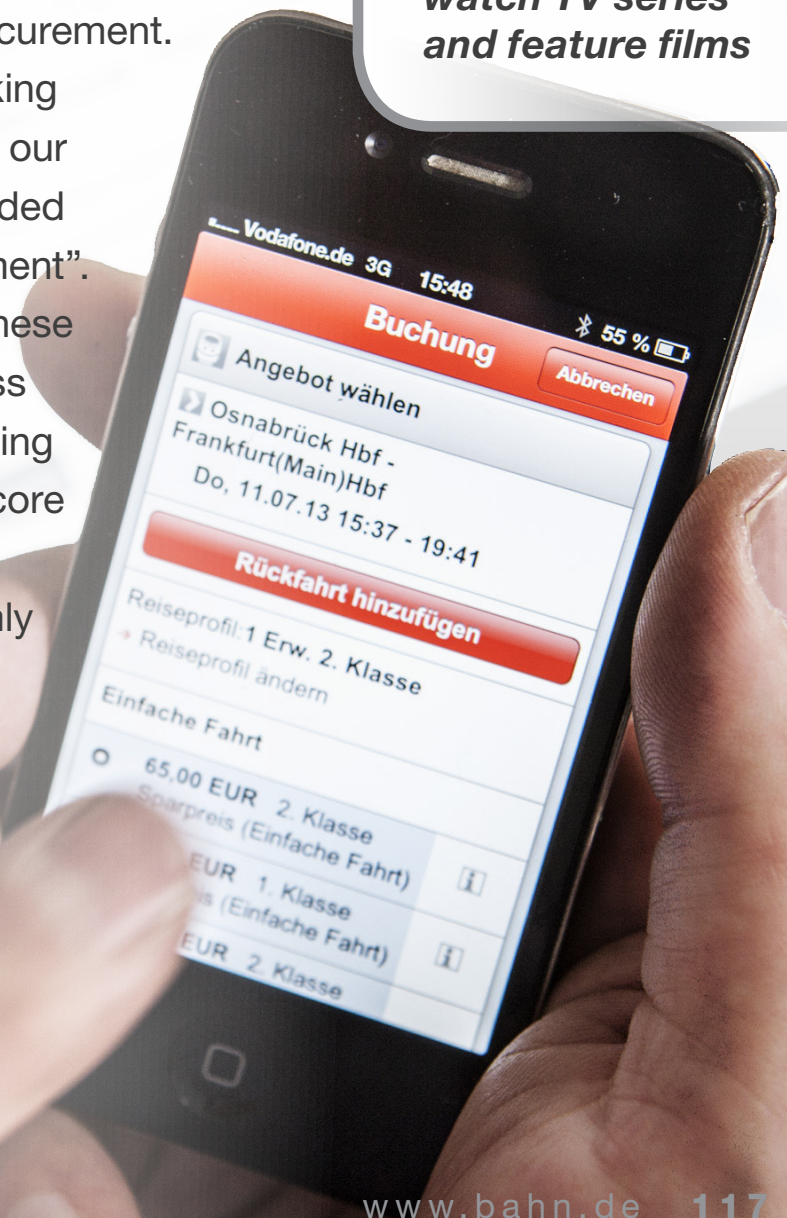 curement.
king
our
ded
ment”.
hese
ss
ing
core
nly
watch TV series
and feature films
Vodafone.de 3G 15:48 55 %
Buchung
Abbrechen
Angebot wählen
Osnabrück Hbf -
Frankfurt(Main)Hbf
Do, 11.07.13 15:37 - 19:41
Rückfahrt hinzufügen
Reiseprofil: 1 Erw. 2. Klasse
Reiseprofil ändern
Einfache Fahrt
65,00 EUR 2. Klasse
Sparpreis (Einfache Fahrt)
EUR 1. Klasse
is (Einfache Fahrt)
EUR 2. Klasse
www.bahn.de 117